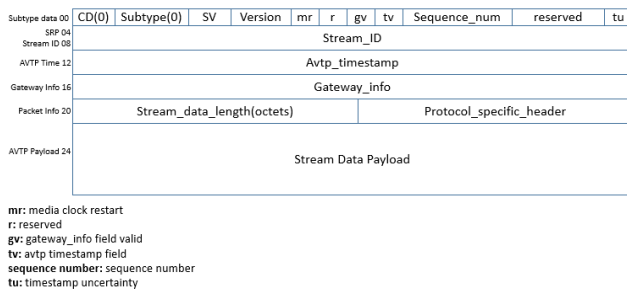 Subtype data 00 CD(0) Subtype(0) SV Version mr r gv tv Sequence_num reserved tu
SRP 04
Stream ID 08 Stream_ID
AVTP Time 12 Avtp_timestamp
Gateway Info 16 Gateway_info
Packet Info 20 Stream_data_length(octets) Protocol_specific_header
AVTP Payload 24 Stream Data Payload
mr: media clock restart
r: reserved
gv: gateway_info field valid
tv: avtp timestamp field
sequence number: sequence number
tu: timestamp uncertainty